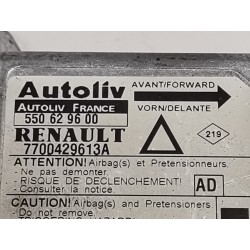 Autoliv
AVANT/FORWARD
AUTOLIV FRANCE
550 62 96 00
VORN/DELANTE
RENAULT
219
7700429613A
ATTENTION! Airbag(s) et Pretensionneurs.
- Ne pas demonter.
- RISQUE DE DECLENCHEMENT!
- Consulter la notice.
AD
CAUTION! Airbag(s) and Pretensioners
- Do not remove.